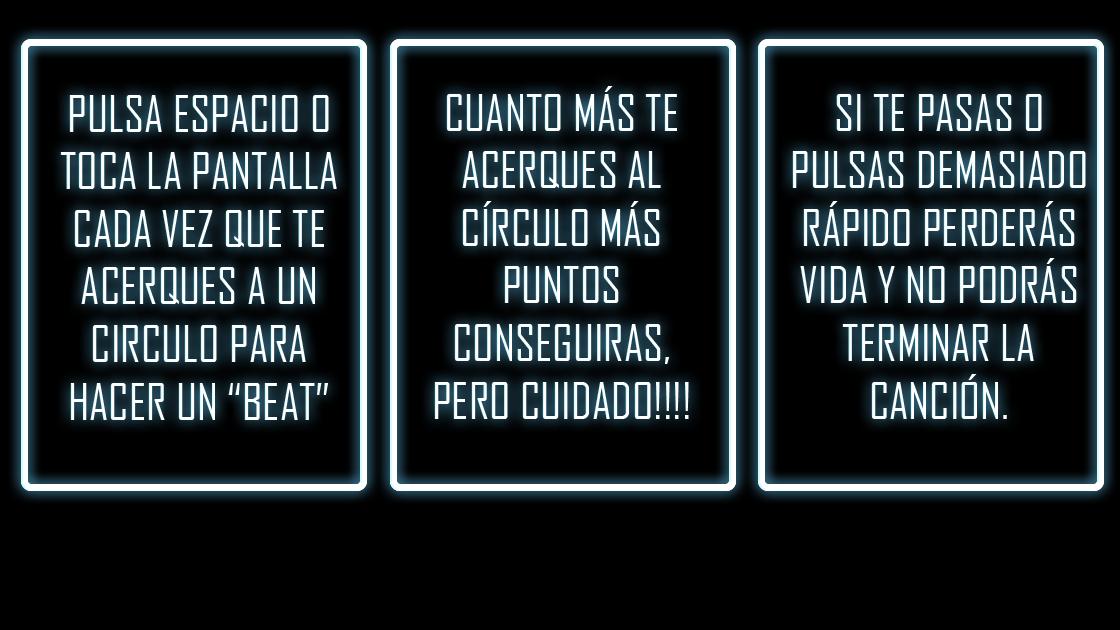 PULSA ESPACIO O
TOCA LA PANTALLA
CADA VEZ QUE TE
ACERQUES A UN
CIRCULO PARA
HACER UN “BEAT”
CUANTO MÁS TE
ACERQUES AL
CÍRCULO MÁS
PUNTOS
CONSEGUIRAS,
PERO CUIDADO!!!!
SI TE PASAS O
PULSAS DEMASIADO
RÁPIDO PERDERÁS
VIDA Y NO PODRÁS
TERMINAR LA
CANCIÓN.